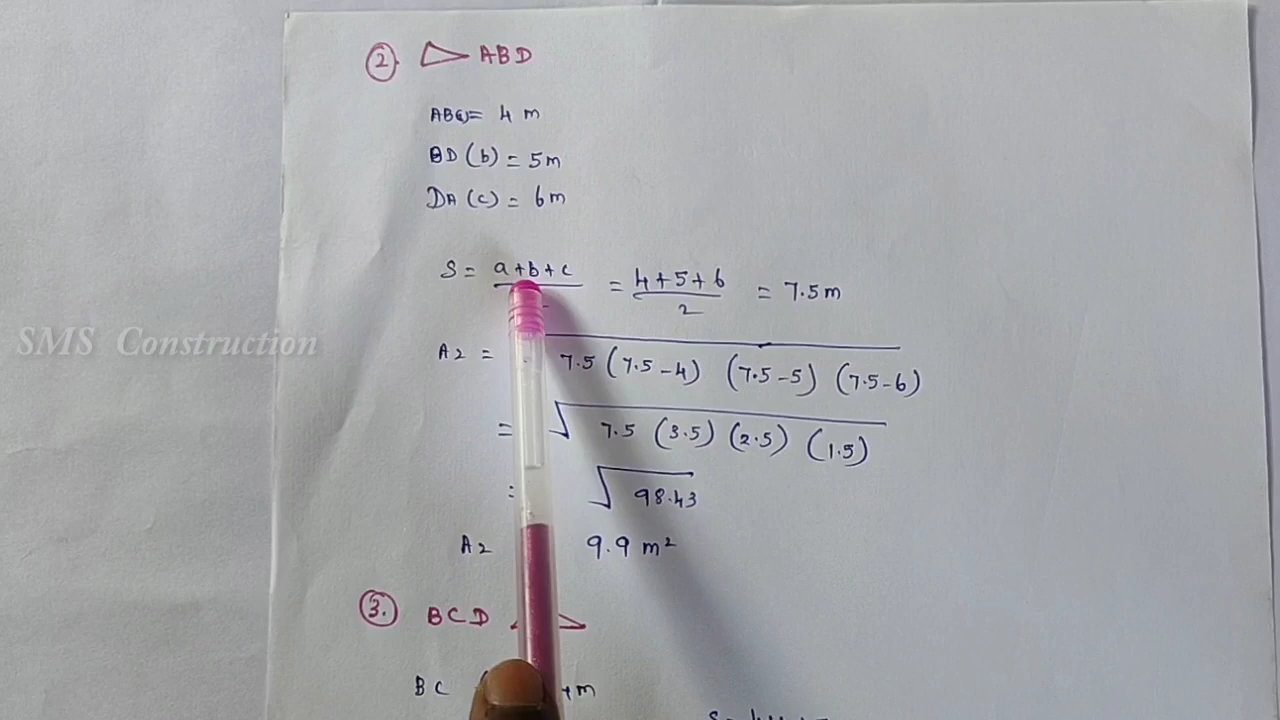 2. ABD
AB(a)= 4 m
BD (b) = 5m
DA (c) = 6m
S = a+b+c = 4+5+6 / 2 = 7.5m
SMS Construction
A2 = 7.5 (7.5-4) (7.5-5) (7.5-6)
= √ 7.5 (3.5) (2.5) (1.5)
= √ 98.43
A2 9.9 m²
3. BCD
BC m